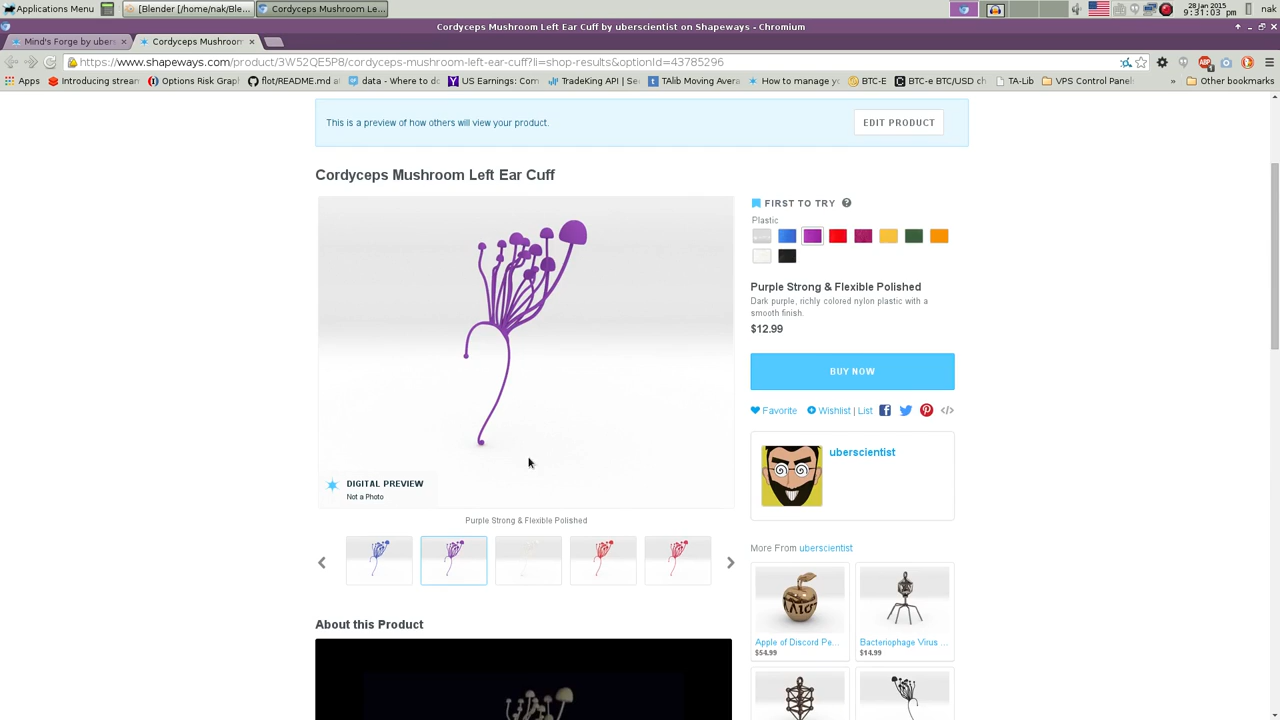 Applications Menu
[Blender [/home/nak/Ble...
Cordyceps Mushroom Le...
28 Jan 2015
9:31:03 pm
nak
Cordyceps Mushroom Left Ear Cuff by uberscientist on Shapeways - Chromium
Mind's Forge by uber
Cordyceps Mushroom
https://www.shapeways.com/product/3W52QE5P8/cordyceps-mushroom-left-ear-cuff?li=shop-results&optionId=43785296
Apps
Introducing stream
Options Risk Grap
flot/README.md at
data - Where to do
US Earnings: Com
TradeKing API | Se
TAlib Moving Avera
How to manage yo
BTC-E
BTC-e BTC/USD ch
TA-Lib
VPS Control Panels
Other bookmarks
This is a preview of how others will view your product.
EDIT PRODUCT
Cordyceps Mushroom Left Ear Cuff
FIRST TO TRY
Plastic
Purple Strong & Flexible Polished
Dark purple, richly colored nylon plastic with a
smooth finish.
$12.99
BUY NOW
Favorite
Wishlist | List
uberscientist
DIGITAL PREVIEW
Not a Photo
Purple Strong & Flexible Polished
More From uberscientist
About this Product
Apple of Discord Pe...
$54.99
Bacteriophage Virus ...
$14.99